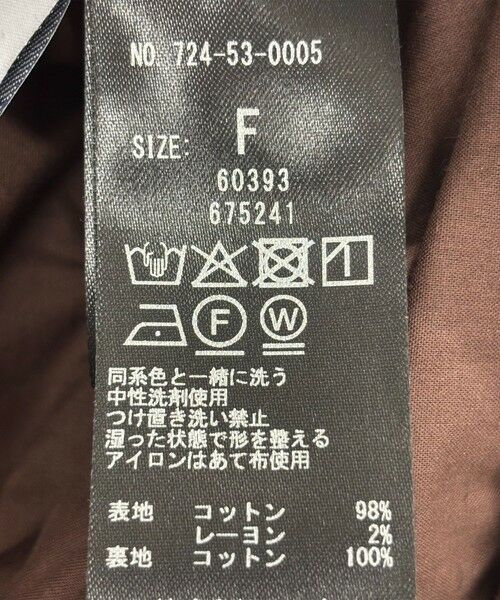 NO. 724-53-0005
SIZE: F
60393
675241
F W
同系色と一緒に洗う
中性洗剤使用
つけ置き洗い禁止
湿った状態で形を整える
アイロンはあて布使用
表地 コットン 98%
レーヨン 2%
裏地 コットン 100%